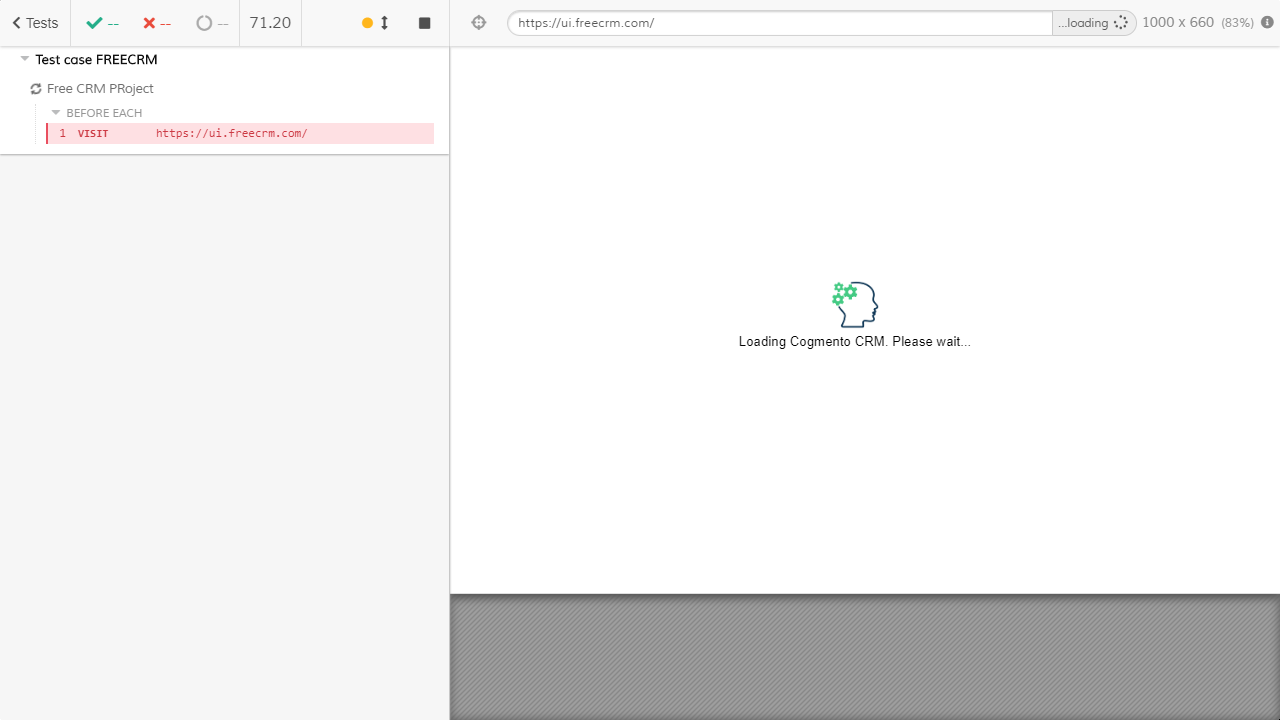 Tests -- -- -- 71.20
https://ui.freecrm.com/ ...loading 1000 x 660 (83%)
Test case FREECRM
Free CRM PRoject
BEFORE EACH
1 VISIT https://ui.freecrm.com/
Loading Cogmento CRM. Please wait...